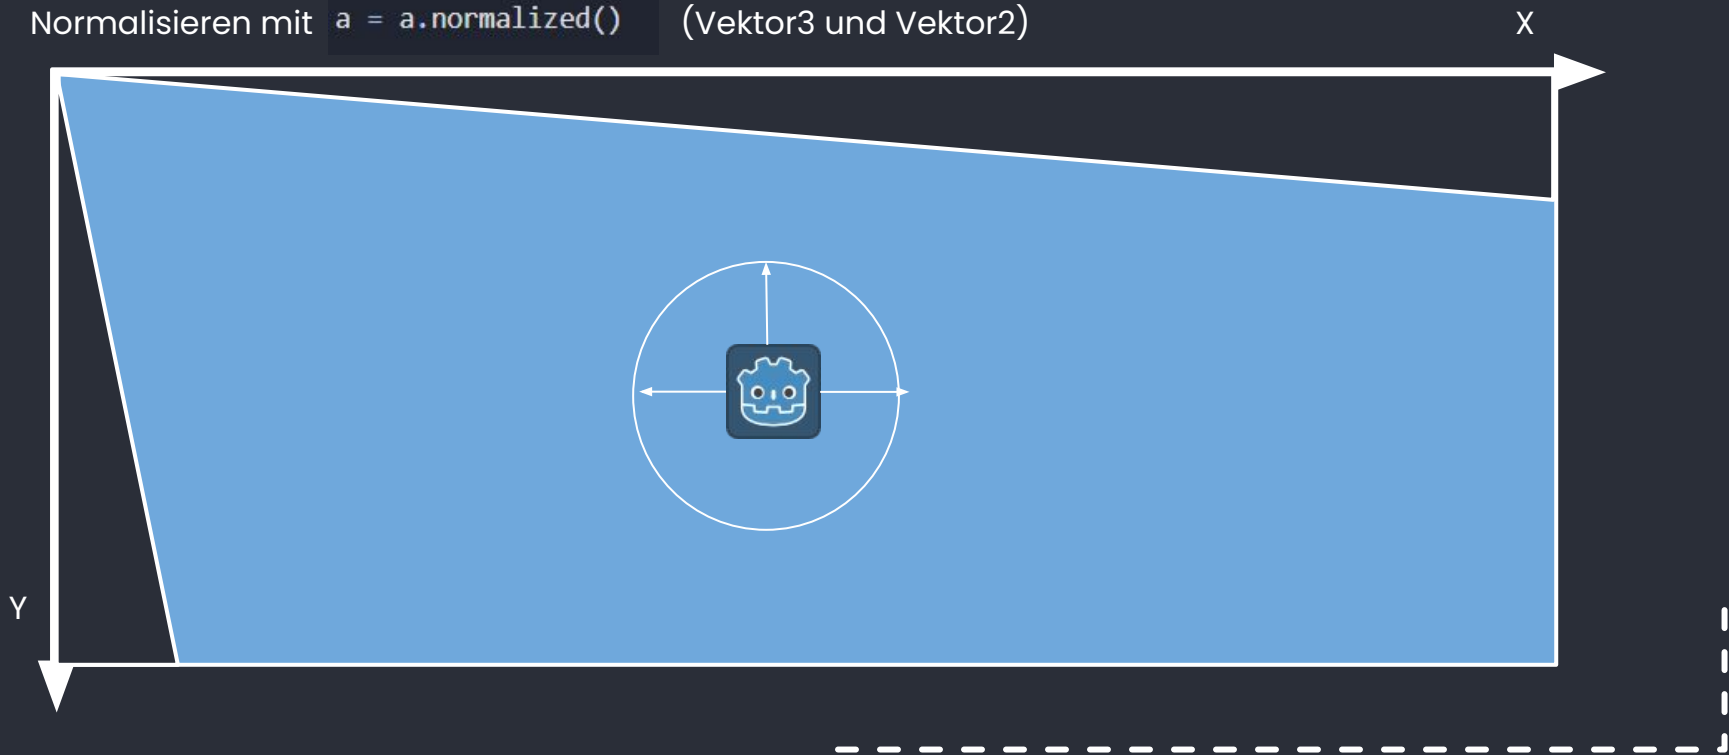 Normalisieren mit a = a.normalized() (Vektor3 und Vektor2)
X
Y